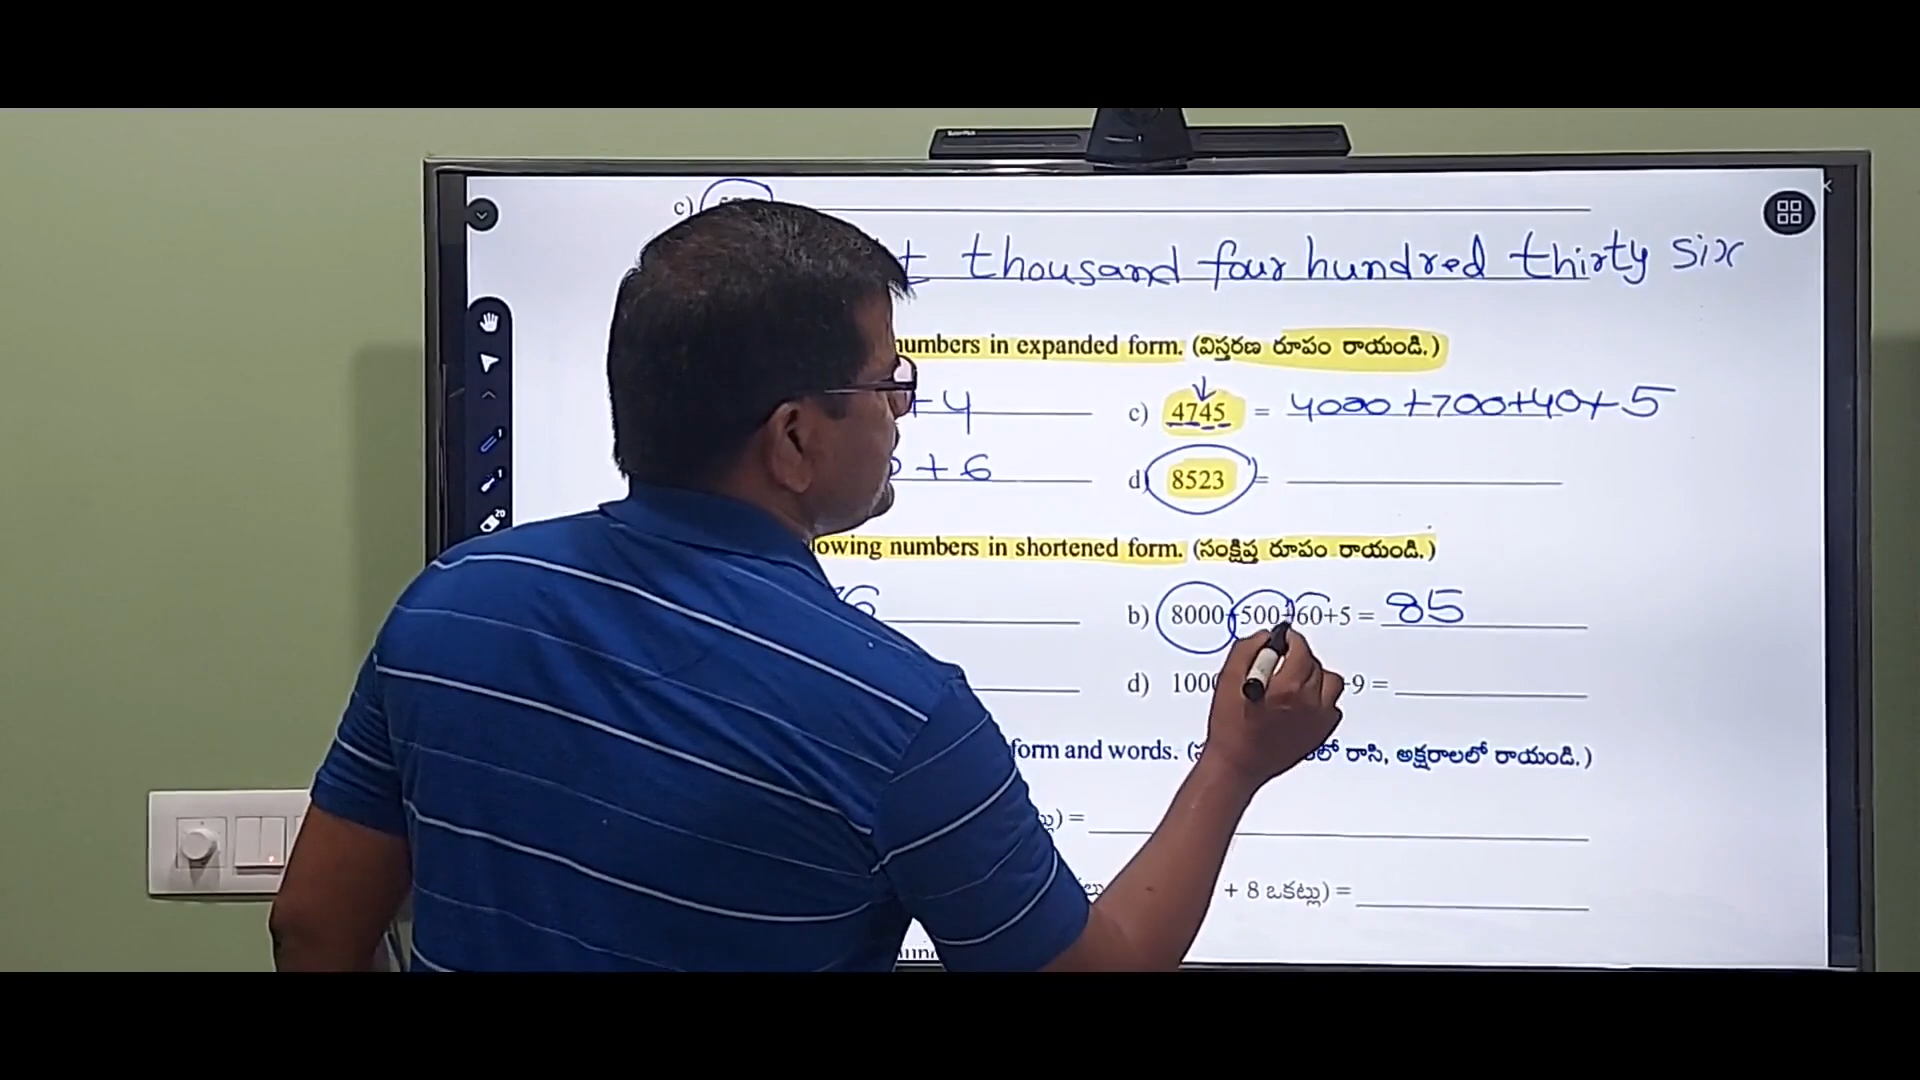 c)
thousand four hundred thirty six
numbers in expanded form. (విస్తరణ రూపం రాయండి.)
+ 4
c) 4745 = 4000 +700+40+ 5
+ 6
d) 8523 =
lowing numbers in shortened form. (సంక్షిప్త రూపం రాయండి.)
6
b) 8000+500+60+5 = 85
d) 100 +9 =
form and words. ( లో రాసి, అక్షరాలలో రాయండి.)
ట్లు) =
+ 8 ఒకట్లు) =